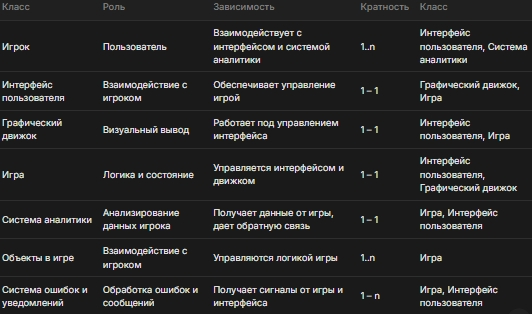 Класс Роль Зависимость Кратность Класс
Игрок Пользователь Взаимодействует с интерфейсом и системой аналитики 1..n Интерфейс пользователя, Система аналитики
Интерфейс пользователя Взаимодействие с игроком Обеспечивает управление игрой 1 – 1 Графический движок, Игра
Графический движок Визуальный вывод Работает под управлением интерфейса 1 – 1 Интерфейс пользователя, Игра
Игра Логика и состояние Управляется интерфейсом и движком 1 – 1 Интерфейс пользователя, Графический движок
Система аналитики Анализирование данных игрока Получает данные от игры, дает обратную связь 1 – 1 Игра, Интерфейс пользователя
Объекты в игре Взаимодействие с игроком Управляются логикой игры 1..n Игра
Система ошибок и уведомлений Обработка ошибок и сообщений Получает сигналы от игры и интерфейса 1 – n Игра, Интерфейс пользователя